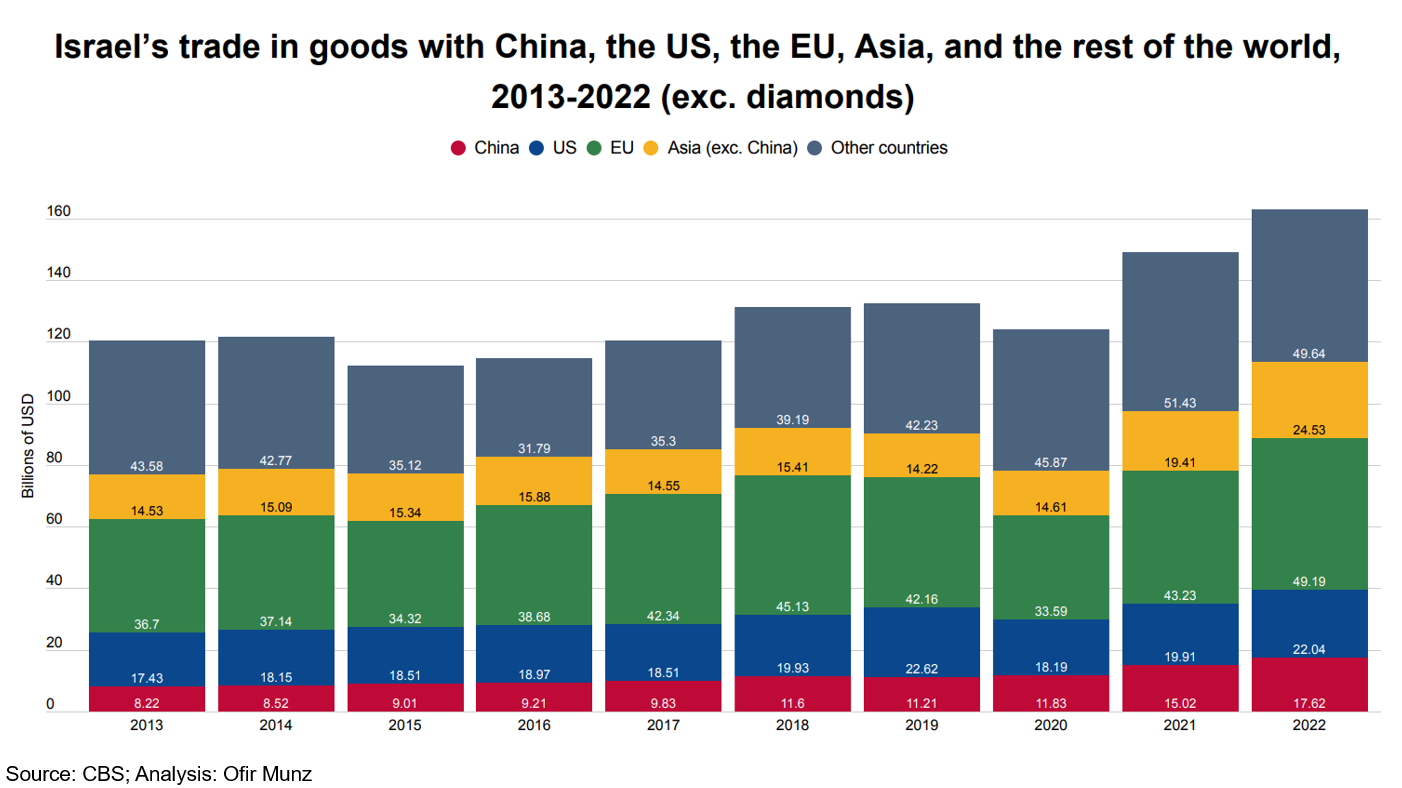 Israel’s trade in goods with China, the US, the EU, Asia, and the rest of the world,
2013-2022 (exc. diamonds)
China US EU Asia (exc. China) Other countries
Billions of USD
160
140
120
100
80
60
40
20
0
43.58 42.77 35.12 31.79 35.3 39.19 42.23 45.87 51.43 49.64
14.53 15.09 15.34 15.88 14.55 15.41 14.22 14.61 19.41 24.53
36.7 37.14 34.32 38.68 42.34 45.13 42.16 33.59 43.23 49.19
17.43 18.15 18.51 18.97 18.51 19.93 22.62 18.19 19.91 22.04
8.22 8.52 9.01 9.21 9.83 11.6 11.21 11.83 15.02 17.62
2013 2014 2015 2016 2017 2018 2019 2020 2021 2022
Source: CBS; Analysis: Ofir Munz